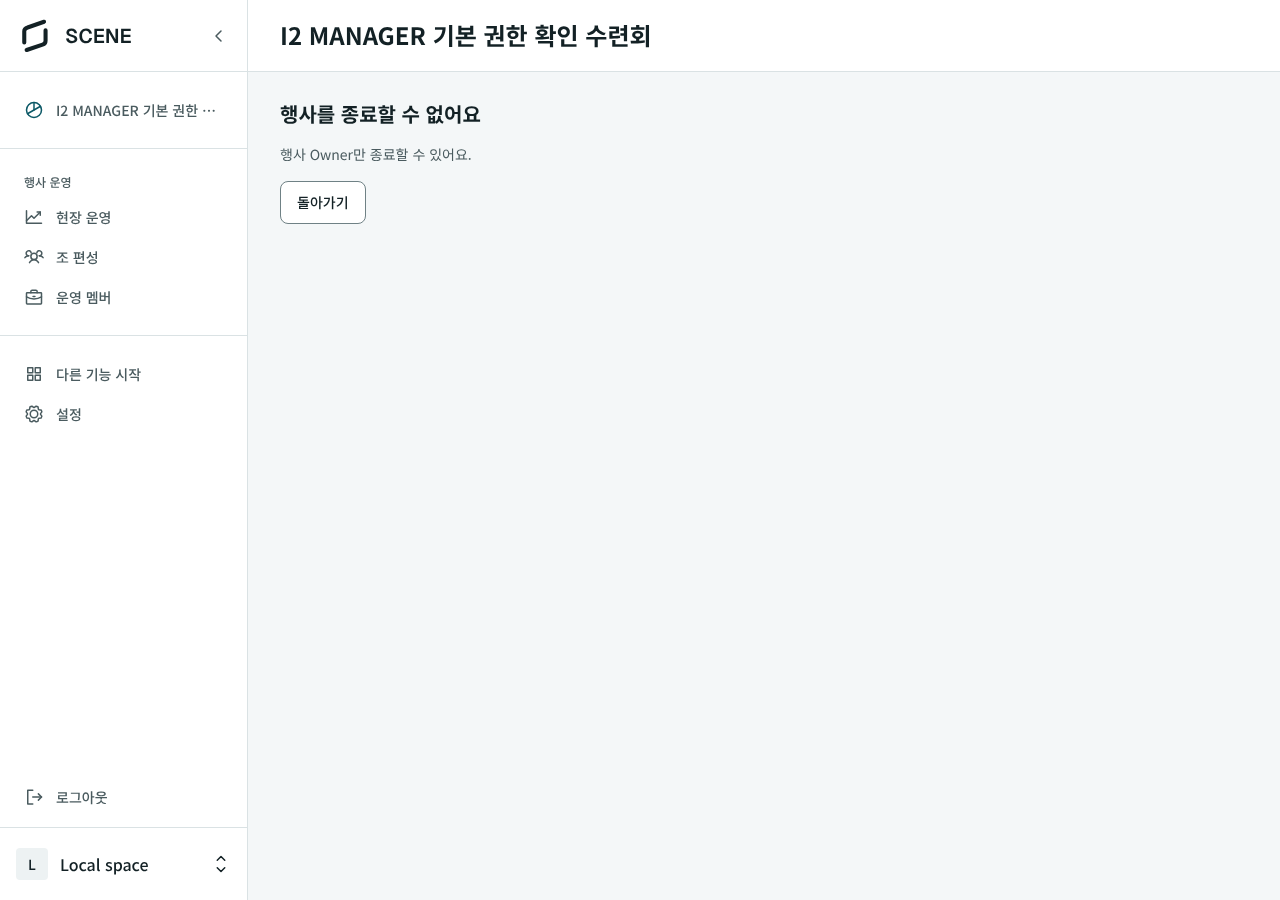 SCENE
I2 MANAGER 기본 권한 확인 수련회
I2 MANAGER 기본 권한 ⋯
행사 운영
현장 운영
조 편성
운영 멤버
다른 기능 시작
설정
로그아웃
L Local space
행사를 종료할 수 없어요
행사 Owner만 종료할 수 있어요.
돌아가기